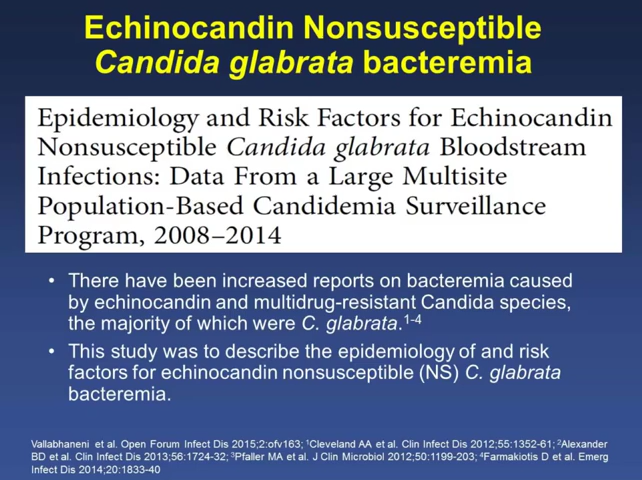 Echinocandin Nonsusceptible
Candida glabrata bacteremia
Epidemiology and Risk Factors for Echinocandin
Nonsusceptible Candida glabrata Bloodstream
Infections: Data From a Large Multisite
Population-Based Candidemia Surveillance
Program, 2008–2014
• There have been increased reports on bacteremia caused
by echinocandin and multidrug-resistant Candida species,
the majority of which were C. glabrata.1-4
• This study was to describe the epidemiology of and risk
factors for echinocandin nonsusceptible (NS) C. glabrata
bacteremia.
Vallabhaneni et al. Open Forum Infect Dis 2015;2:ofv163; 1Cleveland AA et al. Clin Infect Dis 2012;55:1352-61; 2Alexander
BD et al. Clin Infect Dis 2013;56:1724-32; 3Pfaller MA et al. J Clin Microbiol 2012;50:1199-203; 4Farmakiotis D et al. Emerg
Infect Dis 2014;20:1833-40